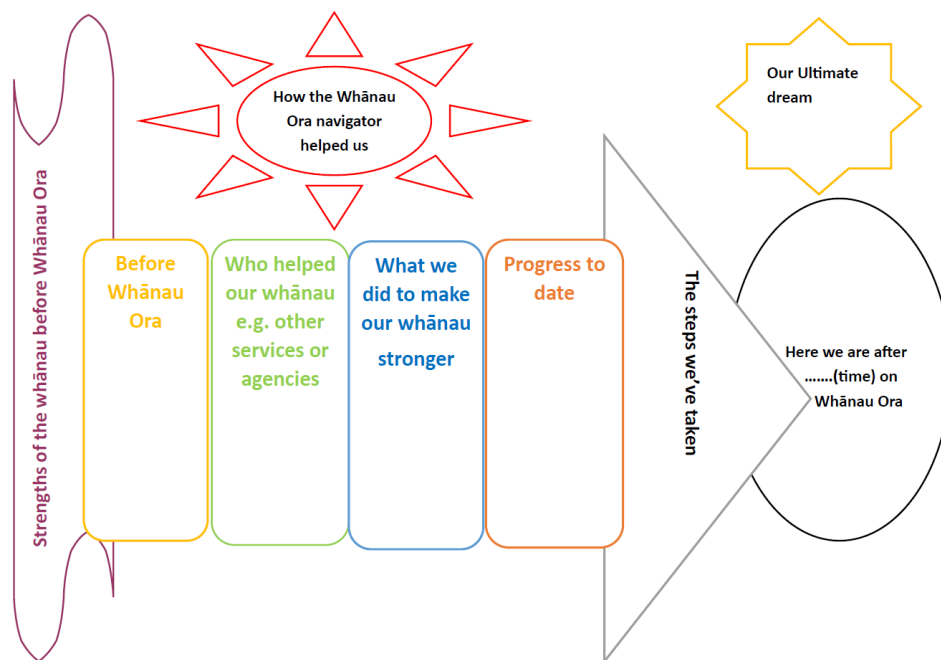 Strengths of the whānau before Whānau Ora
How the Whānau
Ora navigator
helped us
Our Ultimate
dream
Before
Whānau
Ora
Who helped
our whānau
e.g. other
services or
agencies
What we
did to make
our whānau
stronger
Progress to
date
The steps we've taken
Here we are after
.......(time) on
Whānau Ora